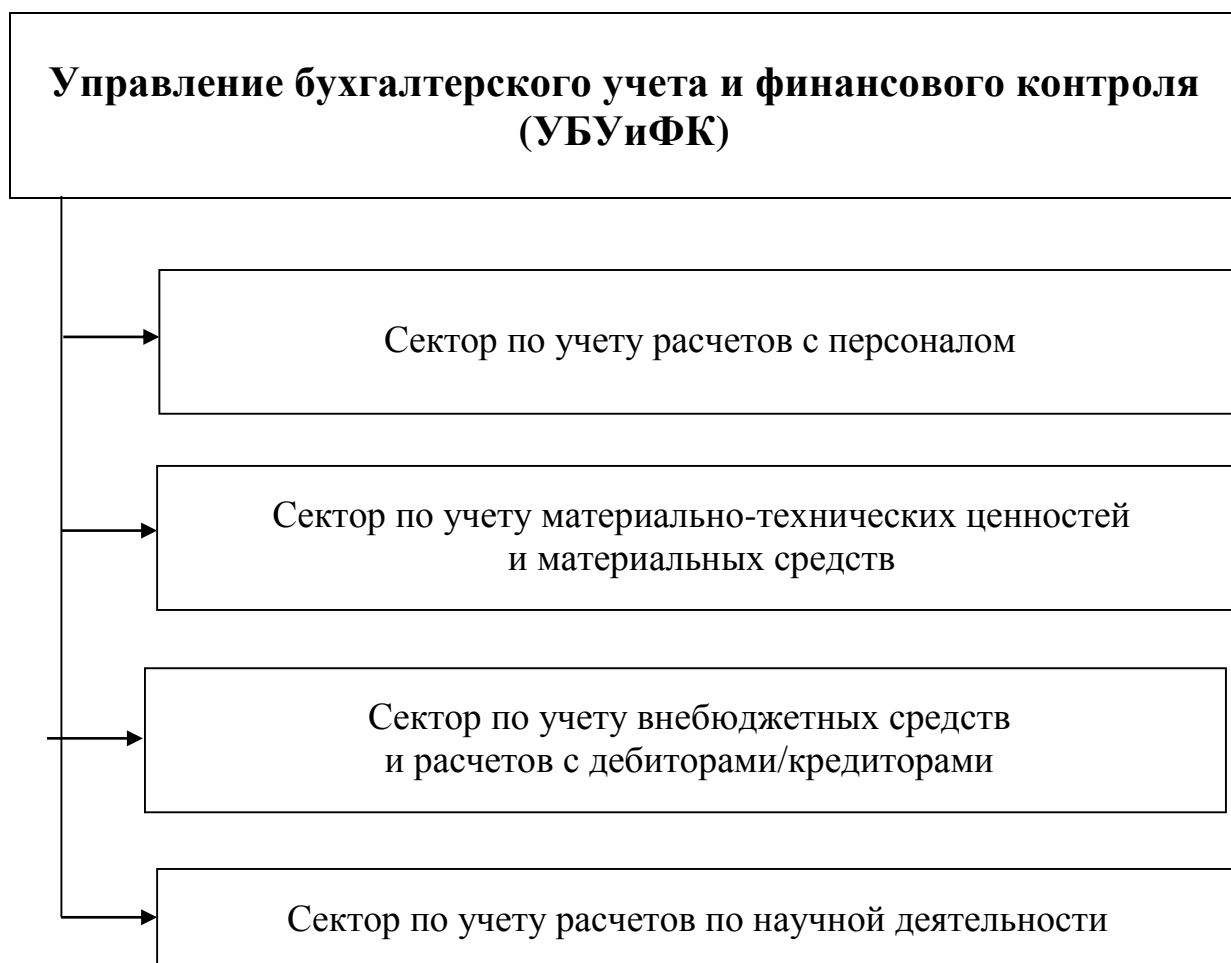 Управление бухгалтерского учета и финансового контроля
(УБУиФК)
Сектор по учету расчетов с персоналом
Сектор по учету материально-технических ценностей
и материальных средств
Сектор по учету внебюджетных средств
и расчетов с дебиторами/кредиторами
Сектор по учету расчетов по научной деятельности